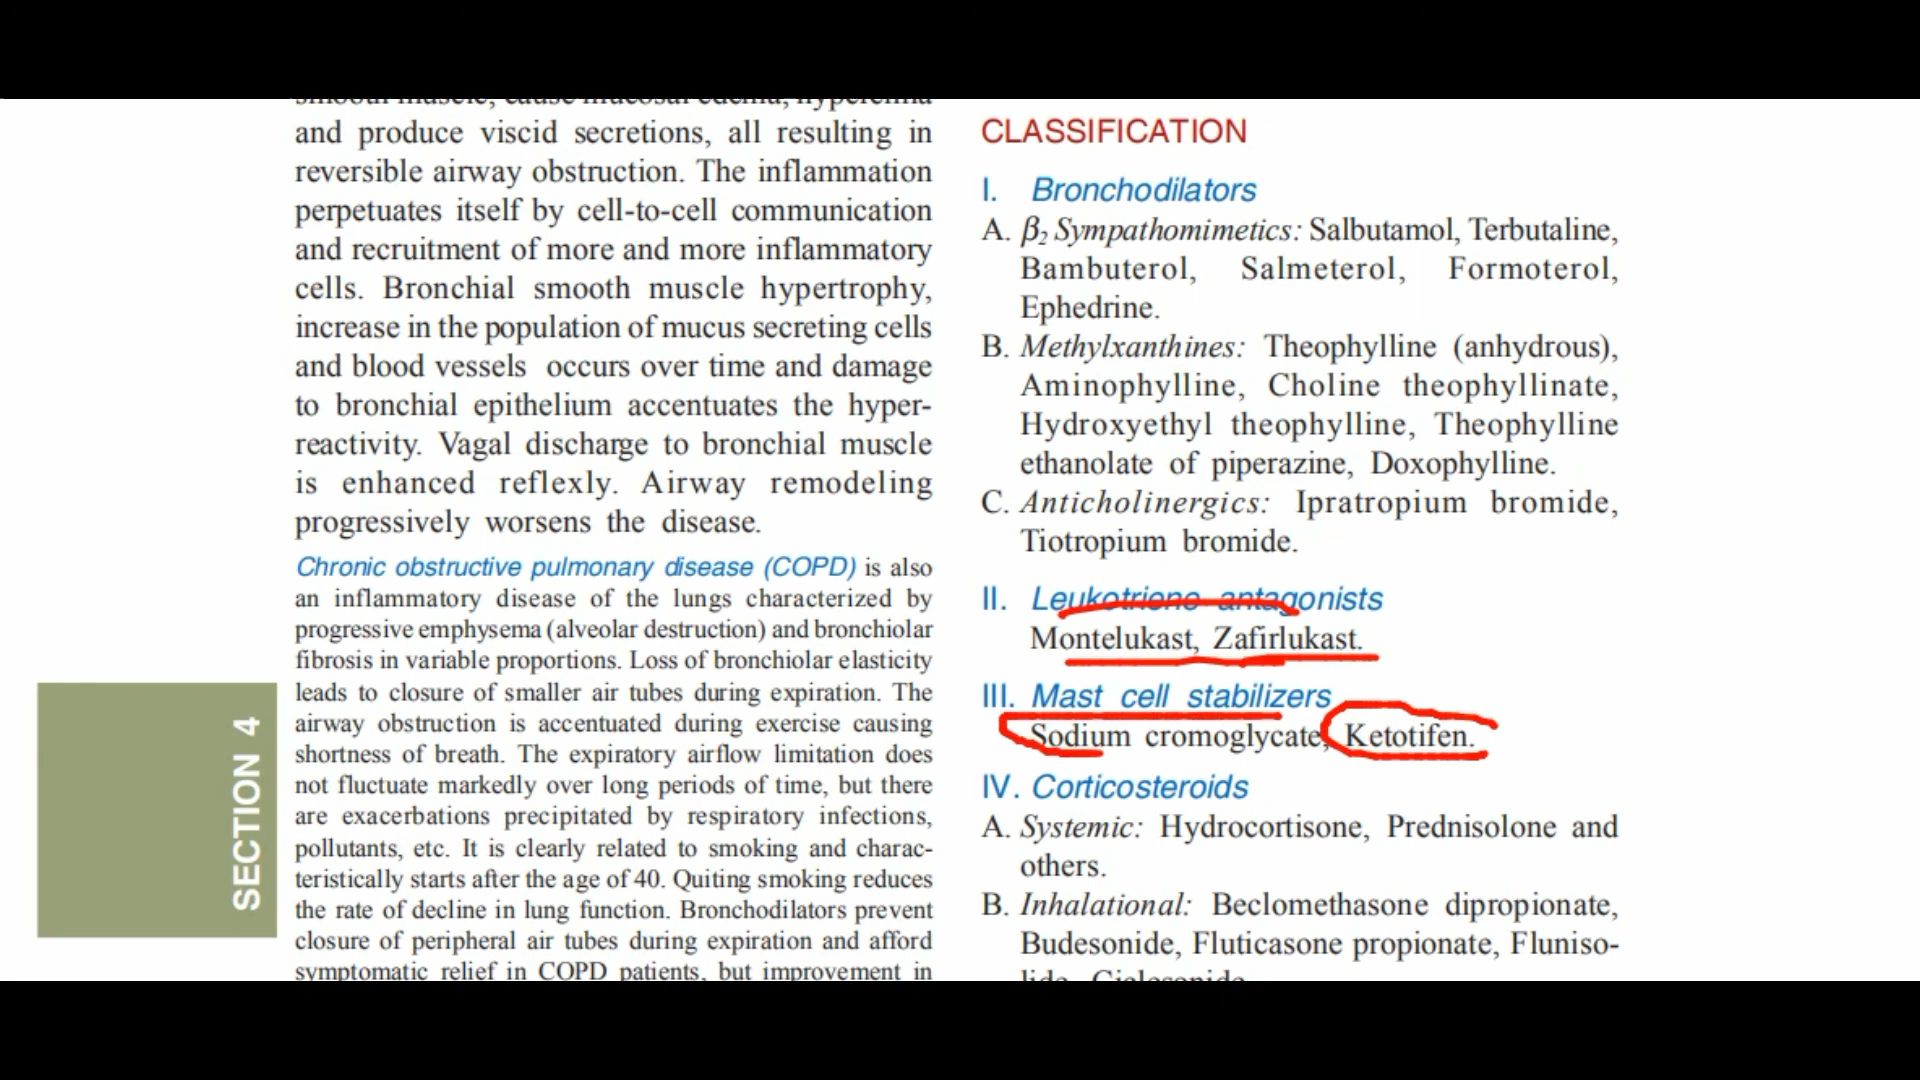 smooth muscle, cause mucosal edema, hyperemia
and produce viscid secretions, all resulting in
reversible airway obstruction. The inflammation
perpetuates itself by cell-to-cell communication
and recruitment of more and more inflammatory
cells. Bronchial smooth muscle hypertrophy,
increase in the population of mucus secreting cells
and blood vessels occurs over time and damage
to bronchial epithelium accentuates the hyper-
reactivity. Vagal discharge to bronchial muscle
is enhanced reflexly. Airway remodeling
progressively worsens the disease.
Chronic obstructive pulmonary disease (COPD) is also
an inflammatory disease of the lungs characterized by
progressive emphysema (alveolar destruction) and bronchiolar
fibrosis in variable proportions. Loss of bronchiolar elasticity
leads to closure of smaller air tubes during expiration. The
airway obstruction is accentuated during exercise causing
shortness of breath. The expiratory airflow limitation does
not fluctuate markedly over long periods of time, but there
are exacerbations precipitated by respiratory infections,
pollutants, etc. It is clearly related to smoking and charac-
teristically starts after the age of 40. Quiting smoking reduces
the rate of decline in lung function. Bronchodilators prevent
closure of peripheral air tubes during expiration and afford
symptomatic relief in COPD patients, but improvement in
SECTION 4
CLASSIFICATION
I. Bronchodilators
A. β₂ Sympathomimetics: Salbutamol, Terbutaline,
Bambuterol, Salmeterol, Formoterol,
Ephedrine.
B. Methylxanthines: Theophylline (anhydrous),
Aminophylline, Choline theophyllinate,
Hydroxyethyl theophylline, Theophylline
ethanolate of piperazine, Doxophylline.
C. Anticholinergics: Ipratropium bromide,
Tiotropium bromide.
II. Leukotriene antagonists
Montelukast, Zafirlukast.
III. Mast cell stabilizers
Sodium cromoglycate, Ketotifen.
IV. Corticosteroids
A. Systemic: Hydrocortisone, Prednisolone and
others.
B. Inhalational: Beclomethasone dipropionate,
Budesonide, Fluticasone propionate, Fluniso-
lide, Ciclesonide